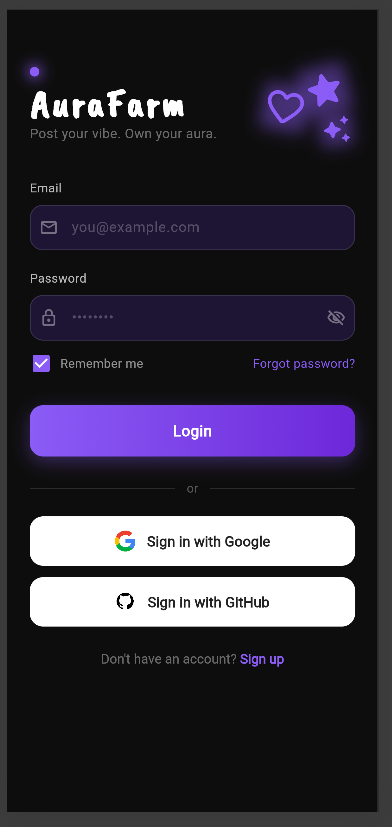 AuraFarm
Post your vibe. Own your aura.
Email
you@example.com
Password
••••••••
Remember me
Forgot password?
Login
or
Sign in with Google
Sign in with GitHub
Don't have an account? Sign up